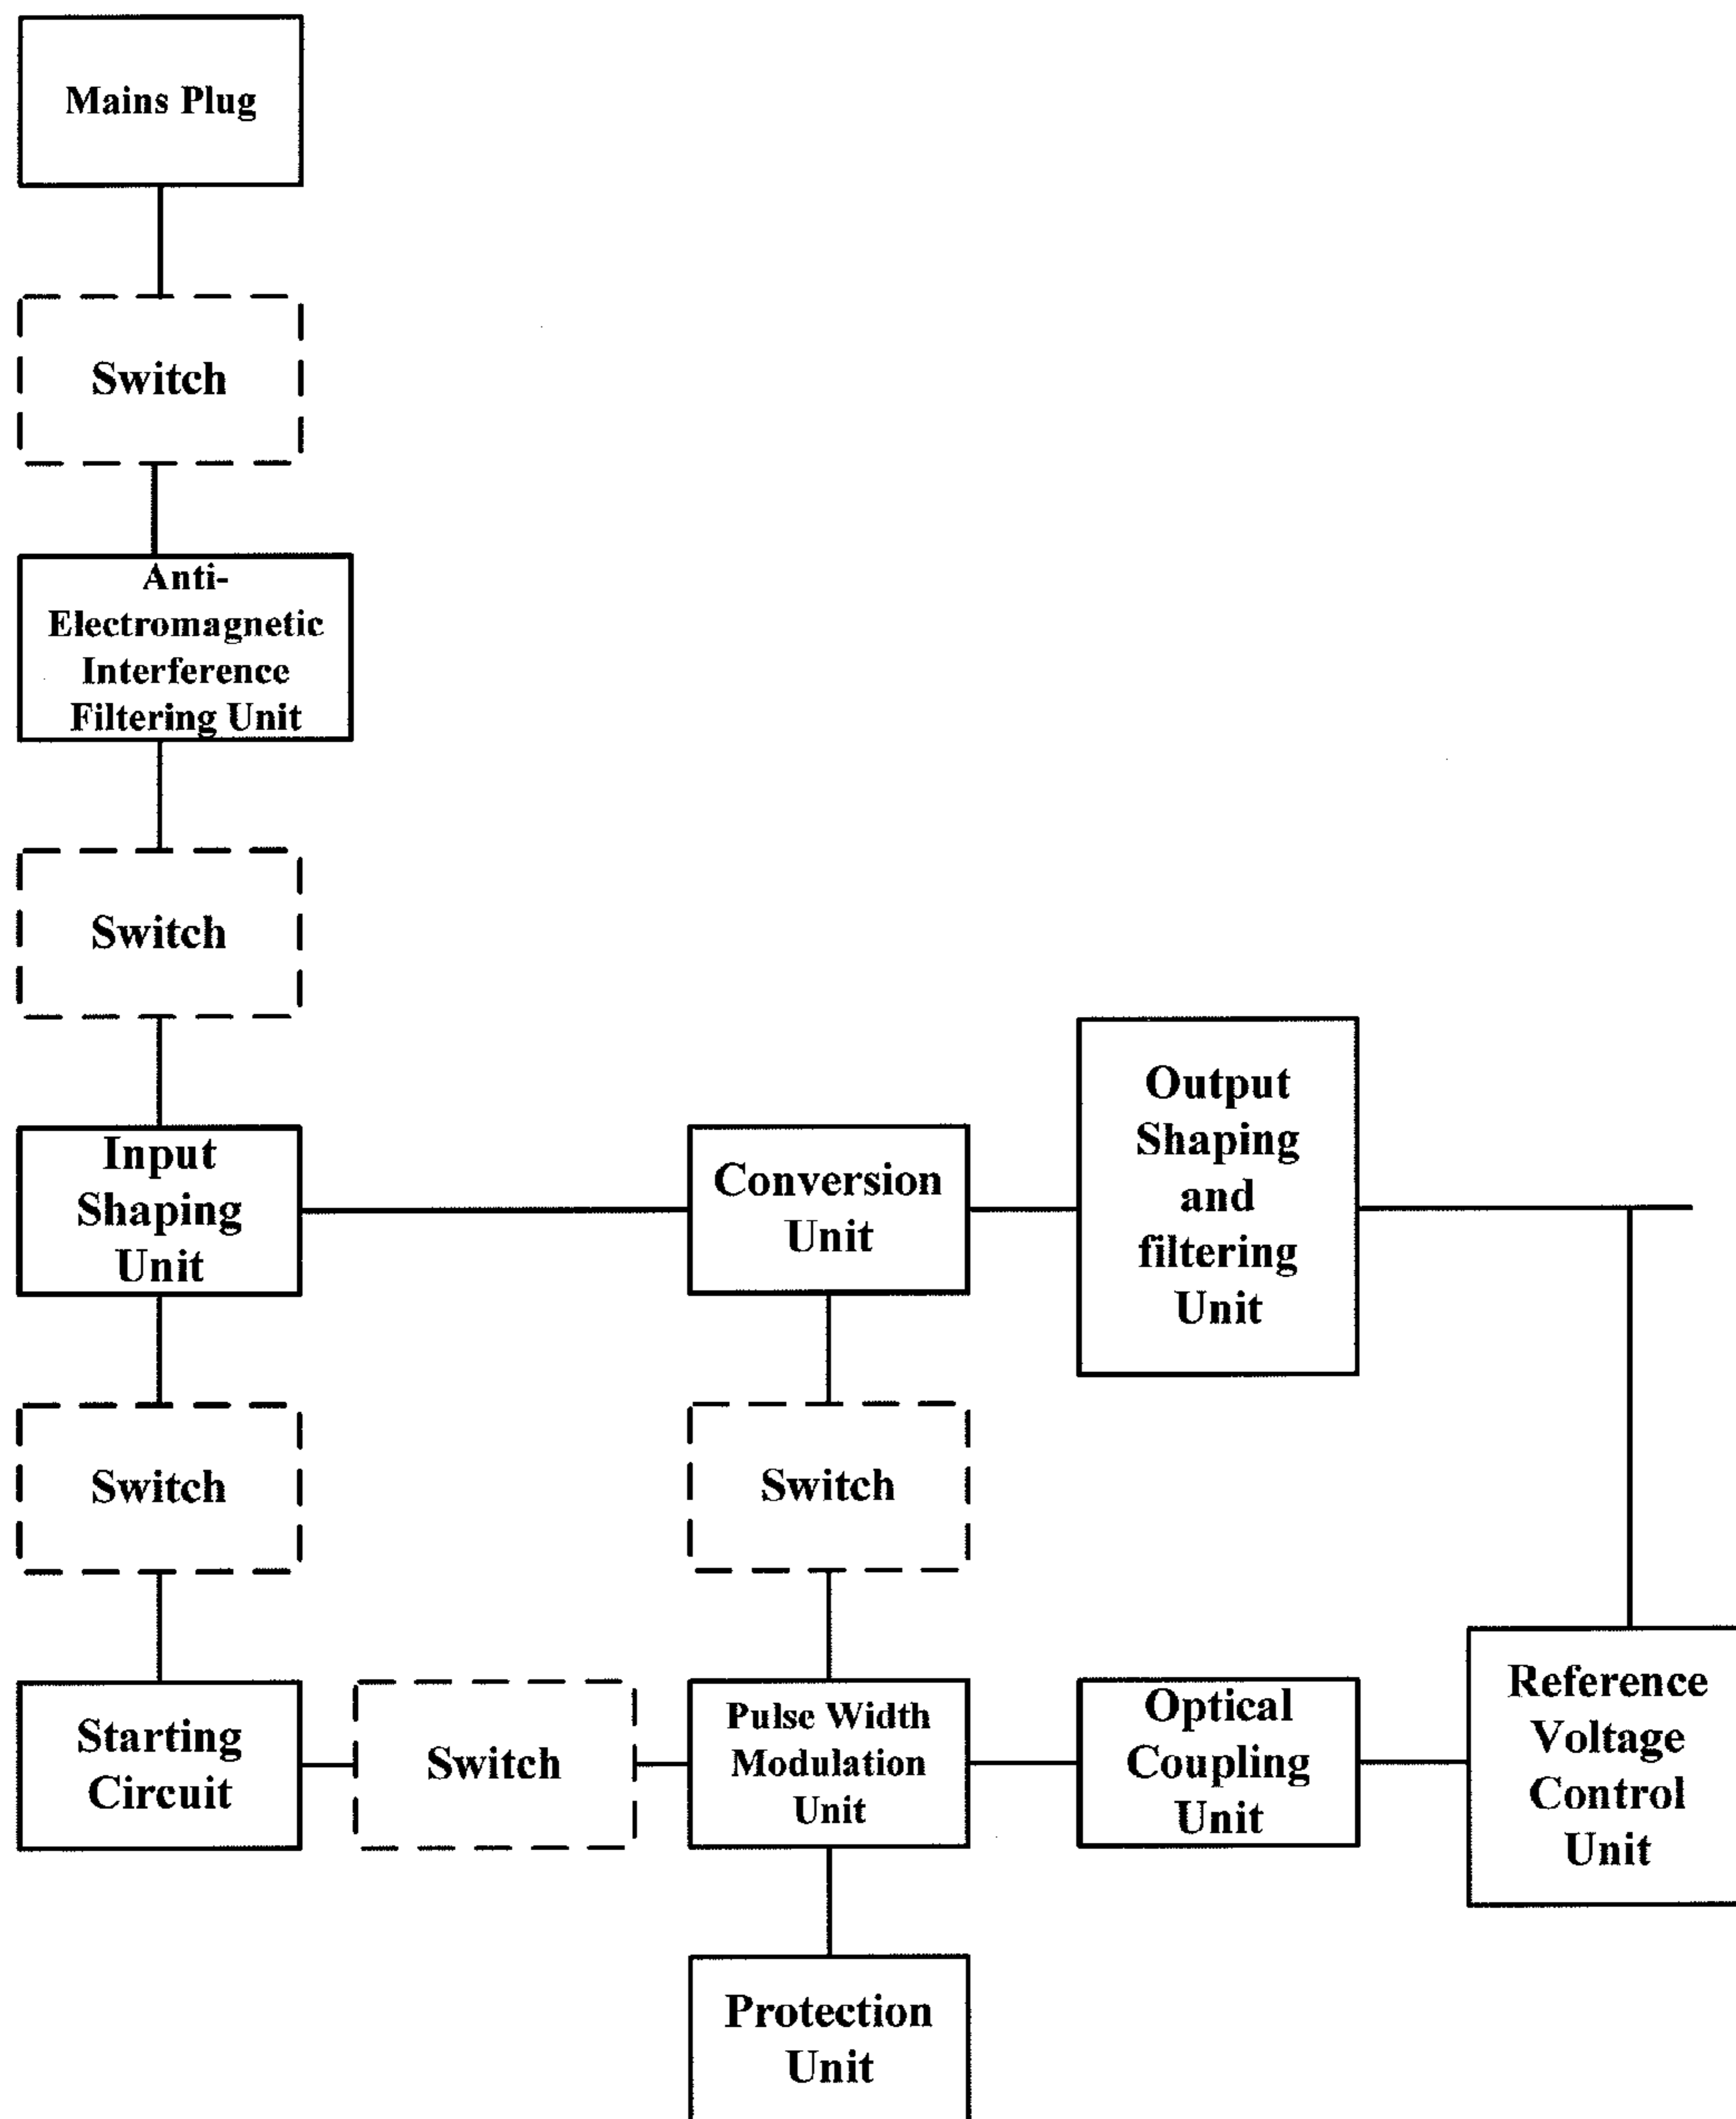 Mains Plug
Switch
Anti-
Electromagnetic
Interference
Filtering Unit
Switch
Input
Shaping
Unit
Conversion
Unit
Output
Shaping
and
filtering
Unit
Switch
Switch
Starting
Circuit
Switch
Pulse Width
Modulation
Unit
Optical
Coupling
Unit
Reference
Voltage
Control
Unit
Protection
Unit